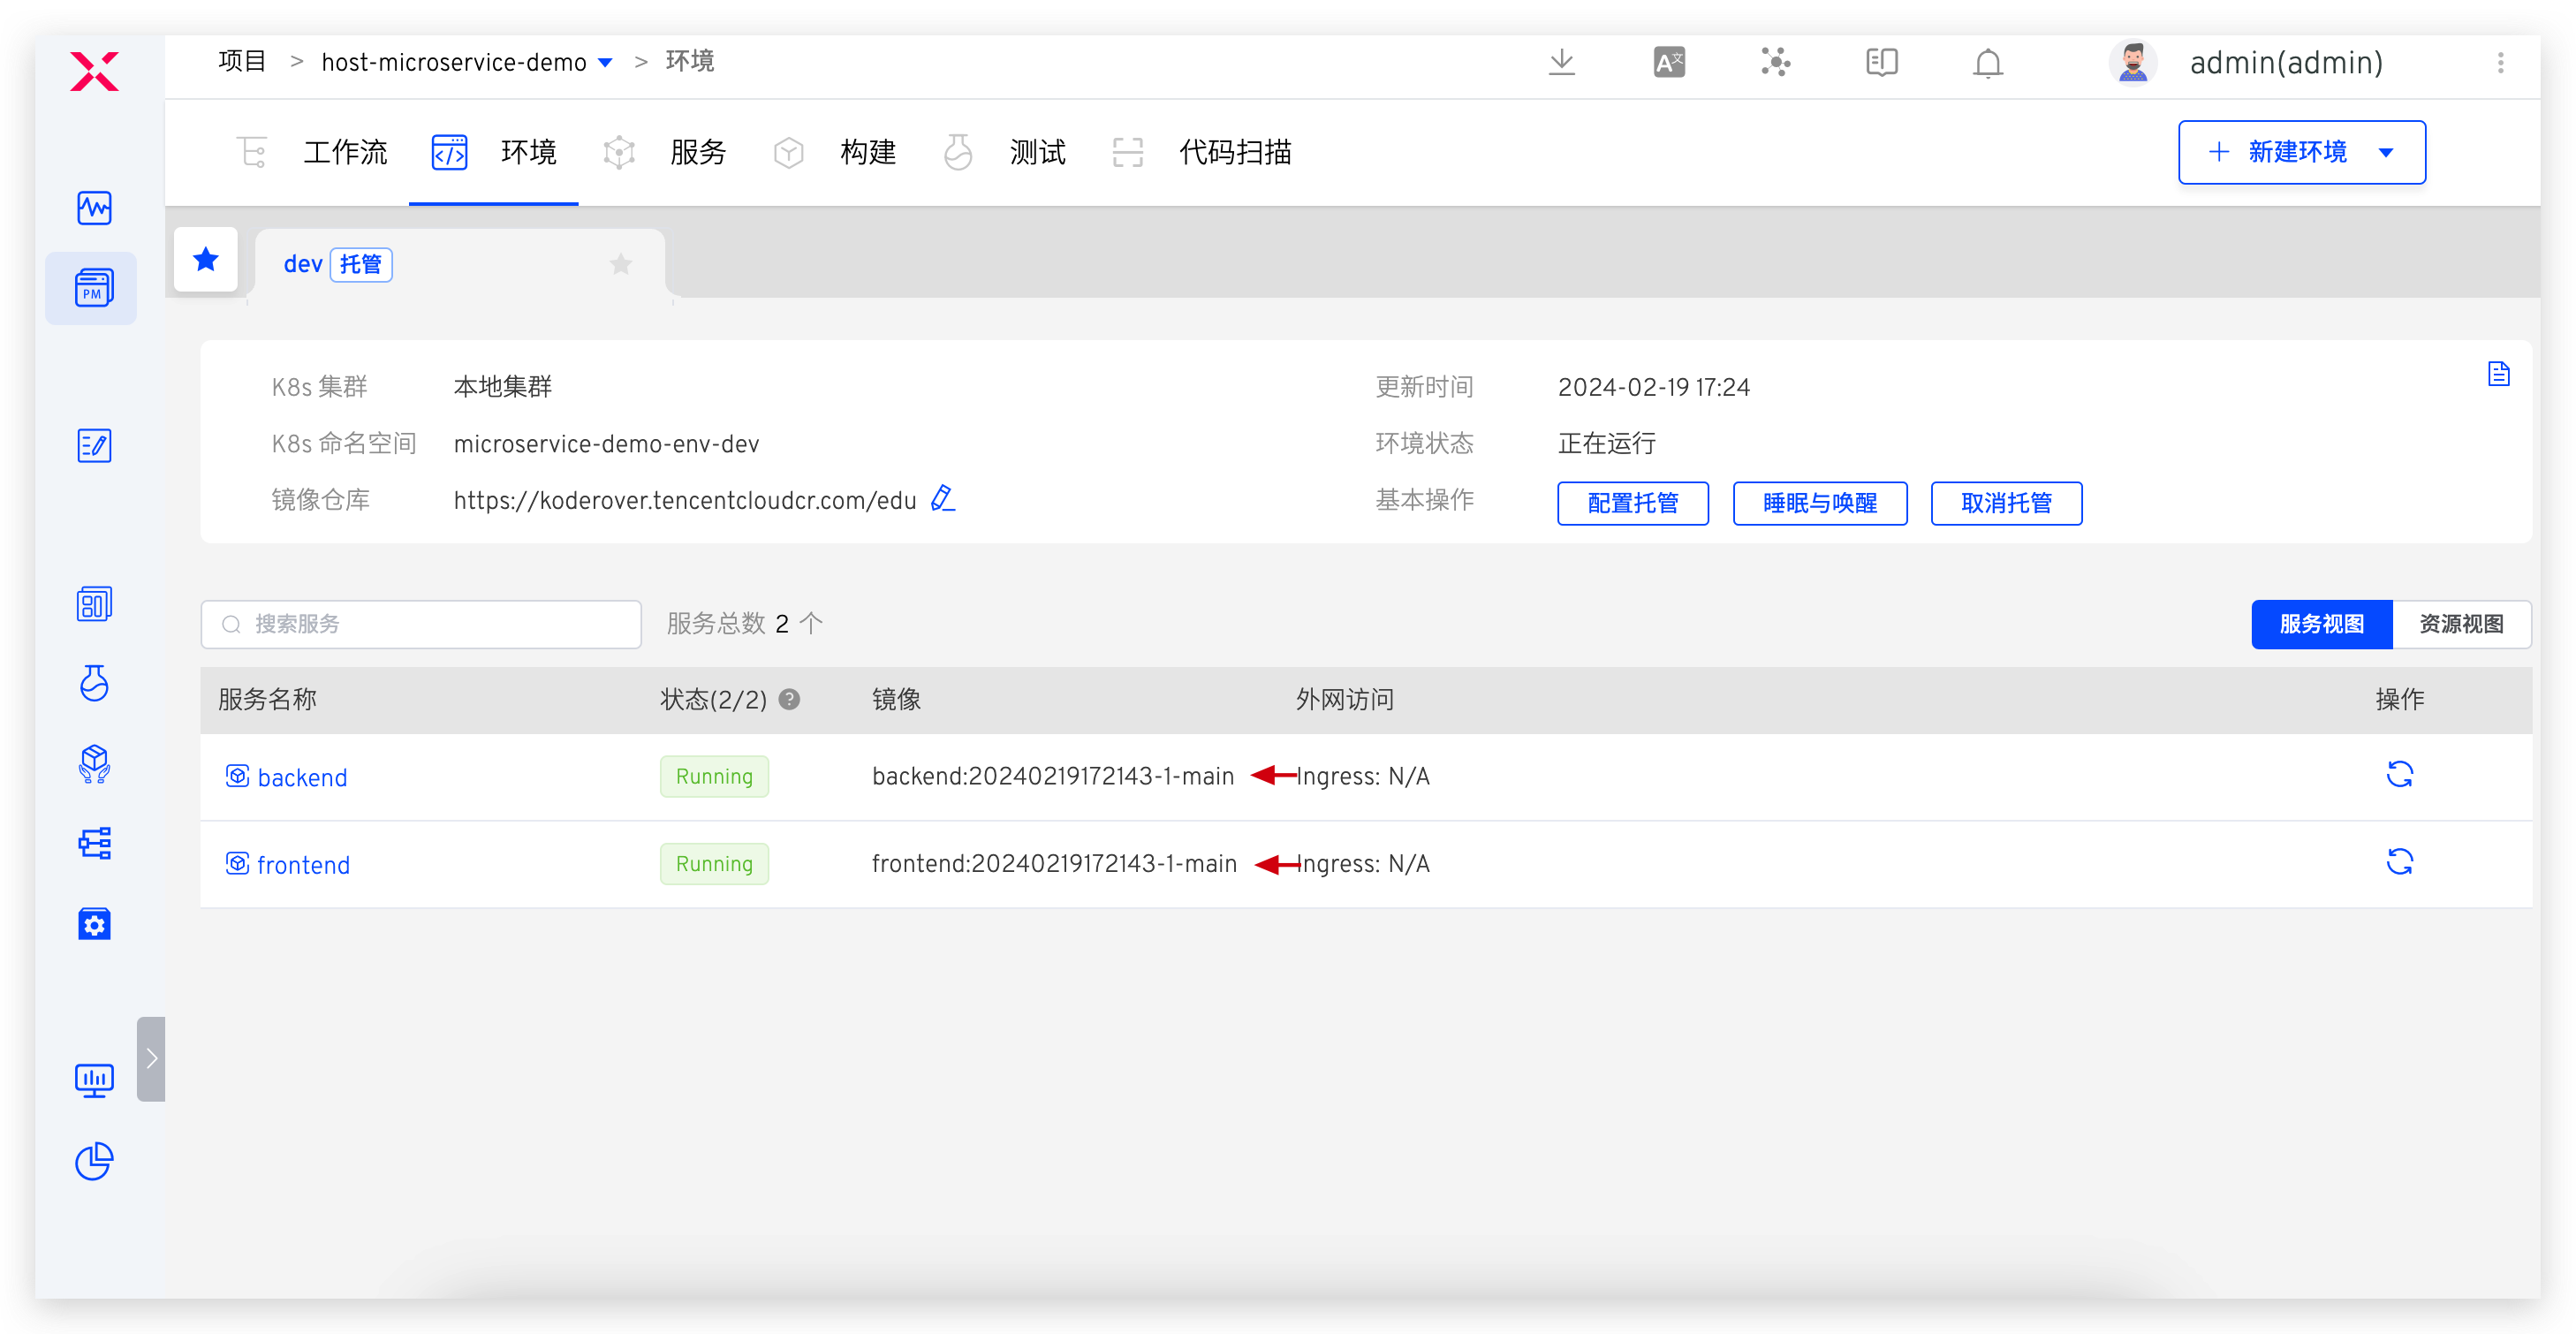 项目 > host-microservice-demo > 环境 admin(admin)
工作流 环境 服务 构建 测试 代码扫描 + 新建环境
PM
dev 托管
K8s 集群 本地集群 更新时间 2024-02-19 17:24
K8s 命名空间 microservice-demo-env-dev 环境状态 正在运行
镜像仓库 https://koderover.tencentcloudcr.com/edu 基本操作 配置托管 睡眠与唤醒 取消托管
搜索服务 服务总数 2 个 服务视图 资源视图
服务名称 状态(2/2) ? 镜像 外网访问 操作
backend Running backend:20240219172143-1-main Ingress: N/A
frontend Running frontend:20240219172143-1-main Ingress: N/A